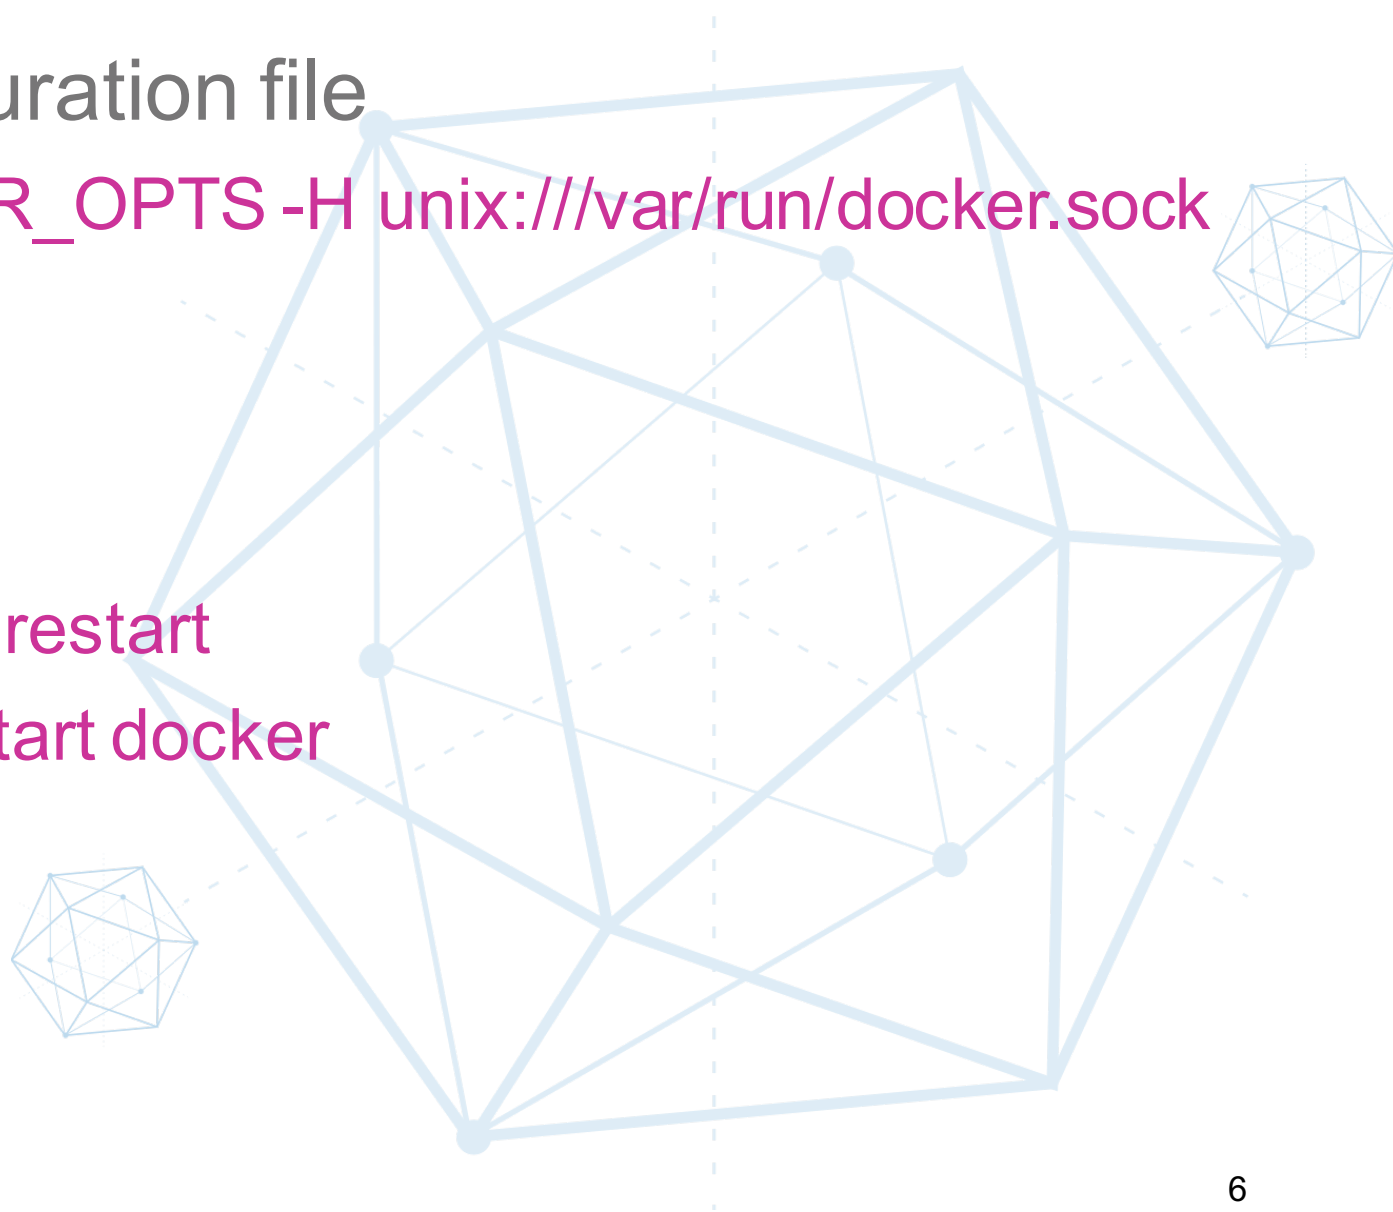 uration file
R_OPTS -H unix:///var/run/docker.sock
restart
tart docker
6